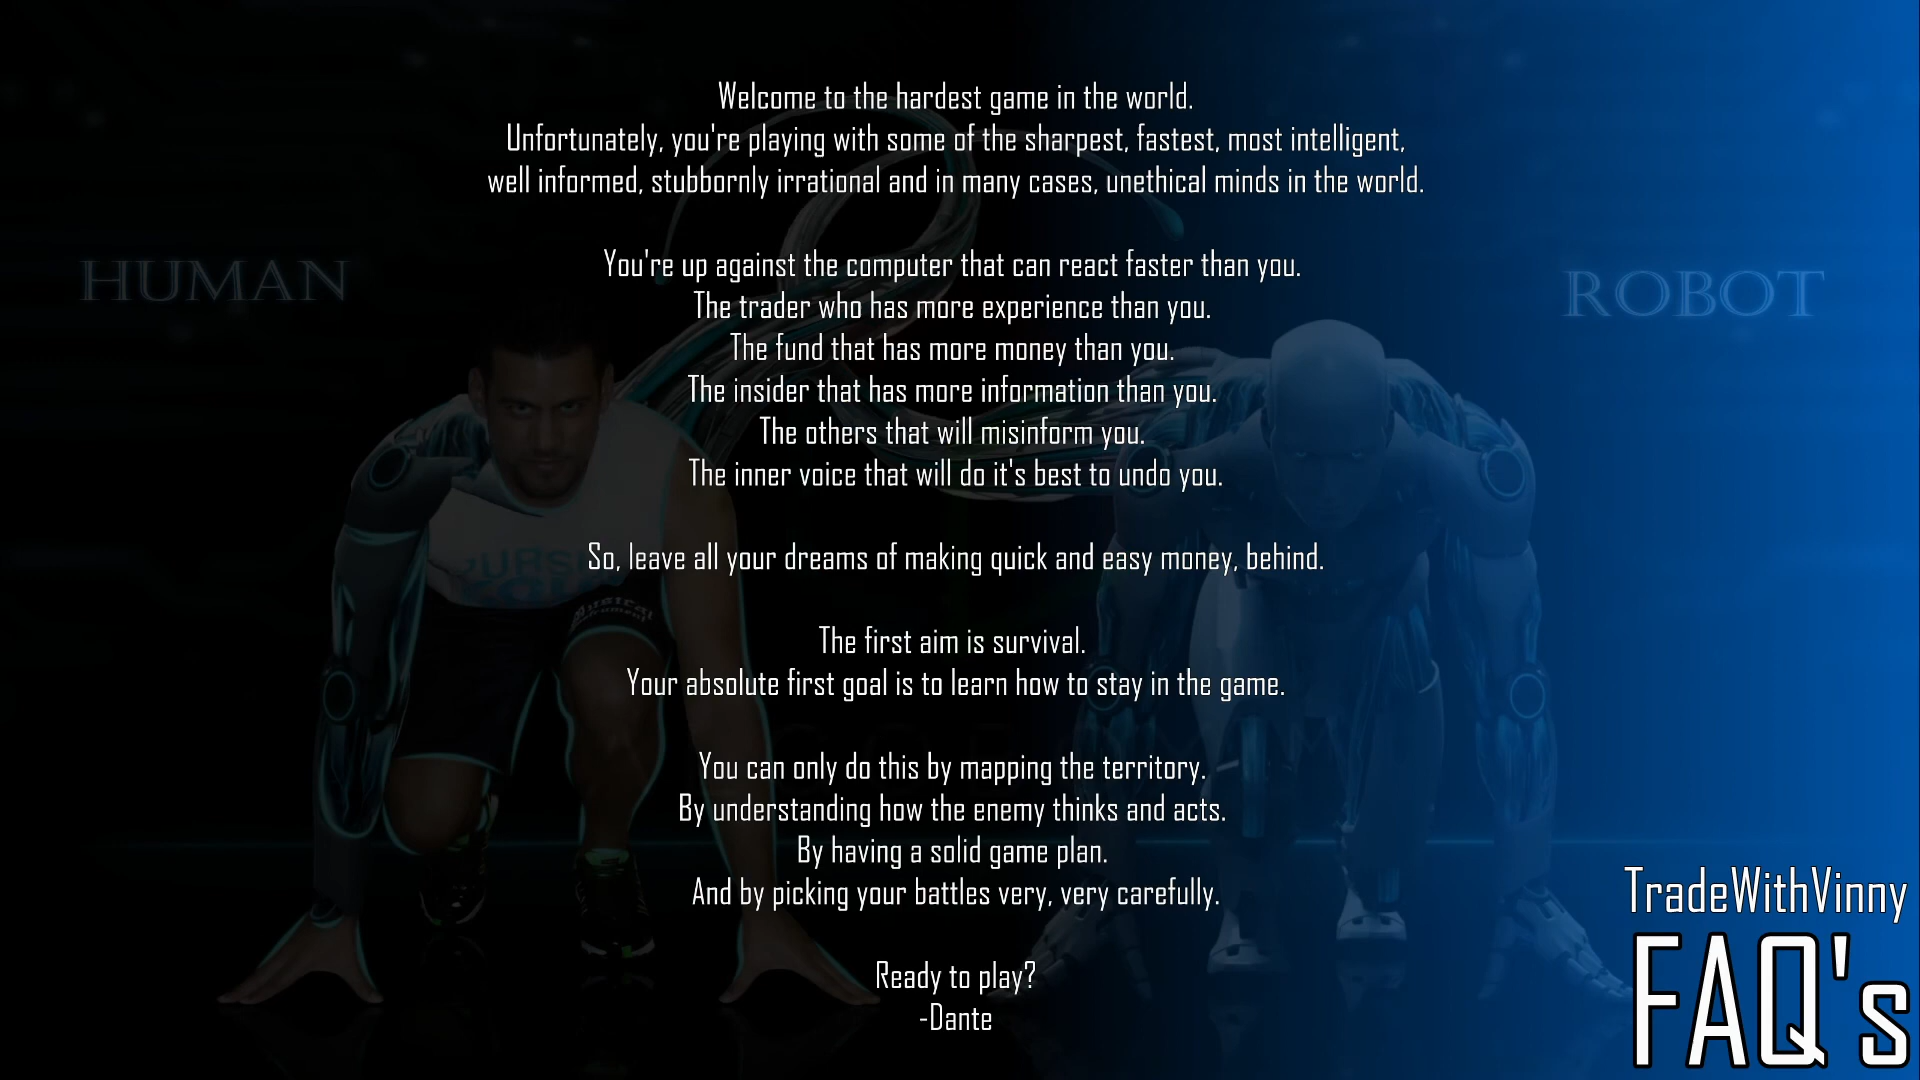 Welcome to the hardest game in the world.
Unfortunately, you're playing with some of the sharpest, fastest, most intelligent,
well informed, stubbornly irrational and in many cases, unethical minds in the world.
HUMAN
ROBOT
You're up against the computer that can react faster than you.
The trader who has more experience than you.
The fund that has more money than you.
The insider that has more information than you.
The others that will misinform you.
The inner voice that will do it's best to undo you.
So, leave all your dreams of making quick and easy money, behind.
The first aim is survival.
Your absolute first goal is to learn how to stay in the game.
You can only do this by mapping the territory.
By understanding how the enemy thinks and acts.
By having a solid game plan.
And by picking your battles very, very carefully.
Ready to play?
-Dante
TradeWithVinny
FAQ's